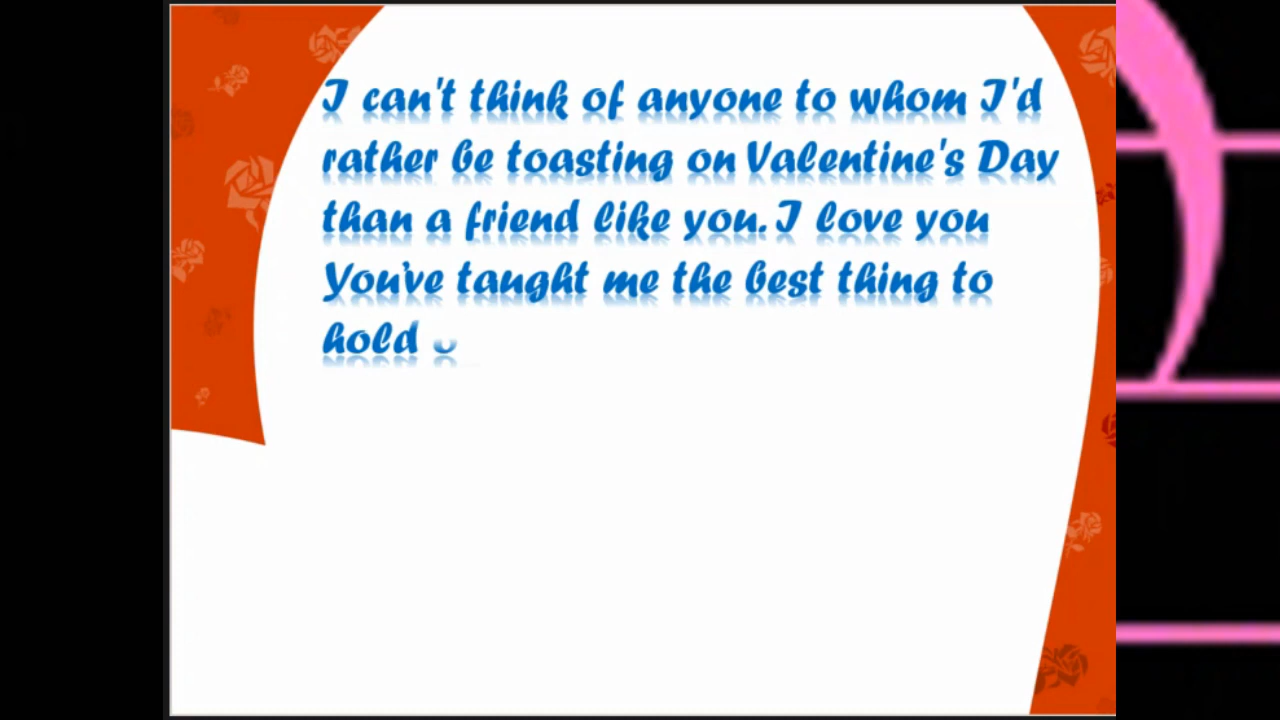 I can't think of anyone to whom I'd
rather be toasting on Valentine's Day
than a friend like you. I love you
You've taught me the best thing to
hold